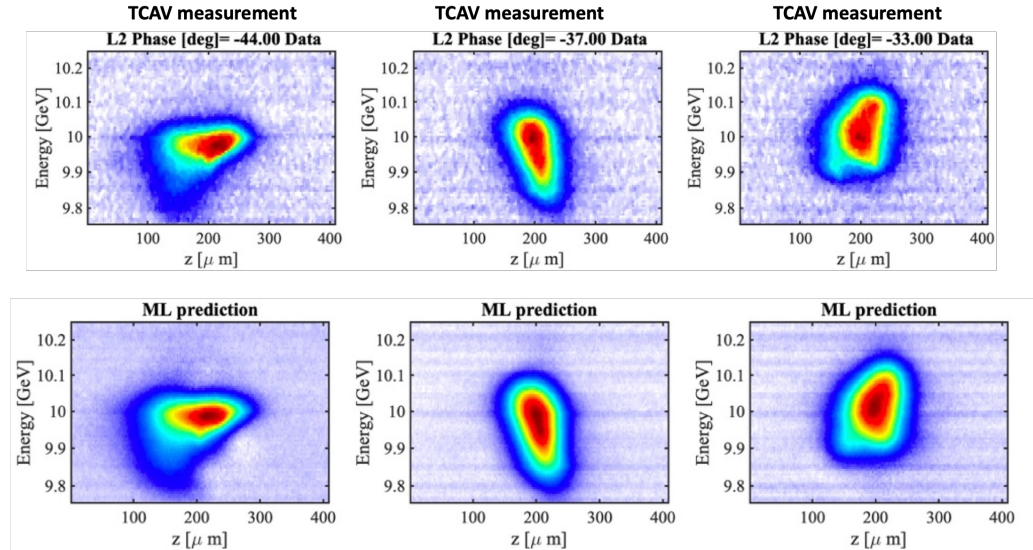 TCAV measurement TCAV measurement TCAV measurement
L2 Phase [deg]= -44.00 Data L2 Phase [deg]= -37.00 Data L2 Phase [deg]= -33.00 Data
10.2 10.2 10.2
10.1 10.1 10.1
10 10 10
9.9 9.9 9.9
9.8 9.8 9.8
Energy [GeV] Energy [GeV] Energy [GeV]
100 200 300 400 100 200 300 400 100 200 300 400
z [μ m] z [μ m] z [μ m]
ML prediction ML prediction ML prediction
10.2 10.2 10.2
10.1 10.1 10.1
10 10 10
9.9 9.9 9.9
9.8 9.8 9.8
Energy [GeV] Energy [GeV] Energy [GeV]
100 200 300 400 100 200 300 400 100 200 300 400
z [μ m] z [μ m] z [μ m]